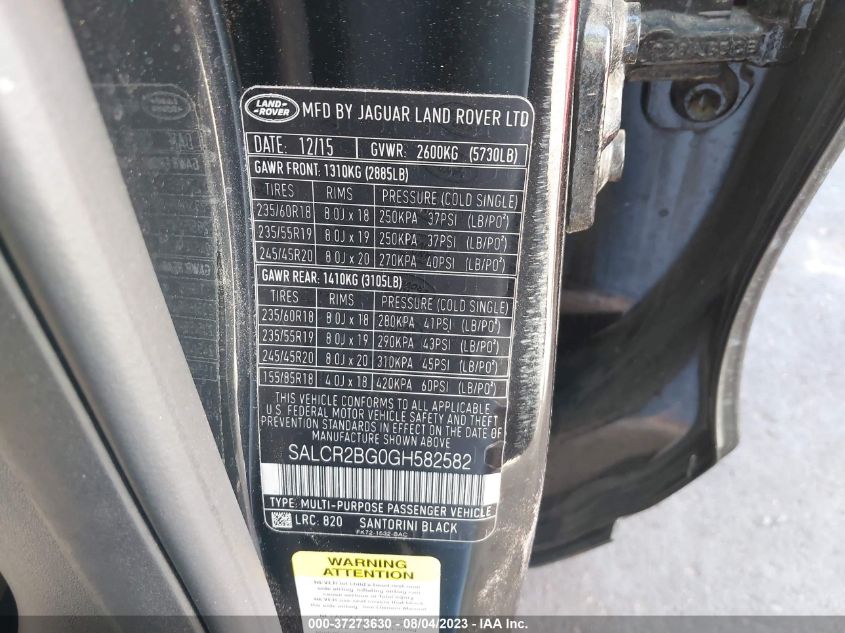 LAND-ROVER
MFD BY JAGUAR LAND ROVER LTD
DATE: 12/15 GVWR: 2600KG (5730LB)
GAWR FRONT: 1310KG (2885LB)
TIRES RIMS PRESSURE (COLD SINGLE)
235/60R18 8.0J x 18 250KPA 37PSI (LB/PO²)
235/55R19 8.0J x 19 250KPA 37PSI (LB/PO²)
245/45R20 8.0J x 20 270KPA 40PSI (LB/PO²)
GAWR REAR: 1410KG (3105LB)
TIRES RIMS PRESSURE (COLD SINGLE)
235/60R18 8.0J x 18 280KPA 41PSI (LB/PO²)
235/55R19 8.0J x 19 290KPA 43PSI (LB/PO²)
245/45R20 8.0J x 20 310KPA 45PSI (LB/PO²)
155/85R18 4.0J x 18 420KPA 60PSI (LB/PO²)
THIS VEHICLE CONFORMS TO ALL APPLICABLE
U.S. FEDERAL MOTOR VEHICLE SAFETY AND THEFT
PREVENTION STANDARDS IN EFFECT ON THE DATE OF
MANUFACTURE SHOWN ABOVE
SALCR2BG0GH582582
TYPE: MULTI-PURPOSE PASSENGER VEHICLE
LRC: 820 SANTORINI BLACK
FK72-1532-BAC
WARNING
ATTENTION
000-37273630 - 08/04/2023 - IAA Inc.